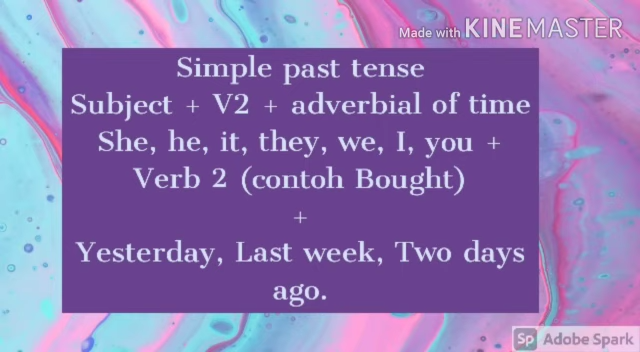 Made with KINEMASTER
Simple past tense
Subject + V2 + adverbial of time
She, he, it, they, we, I, you +
Verb 2 (contoh Bought)
+
Yesterday, Last week, Two days
ago.
Sp Adobe Spark